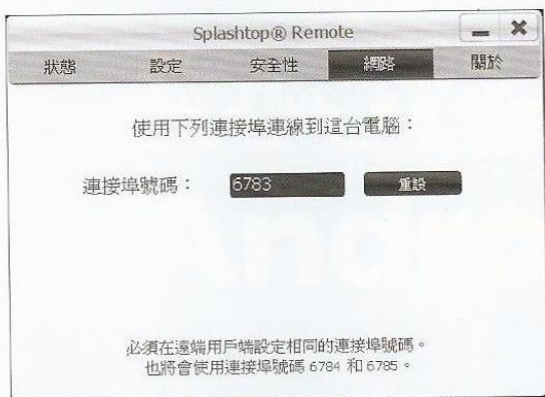 Splashtop® Remote
狀態 設定 安全性 網路 關於
使用下列連接埠連線到這台電腦：
連接埠號碼： 6783 重設
必須在遠端用戶端設定相同的連接埠號碼。
也將會使用連接埠號碼 6784 和 6785。